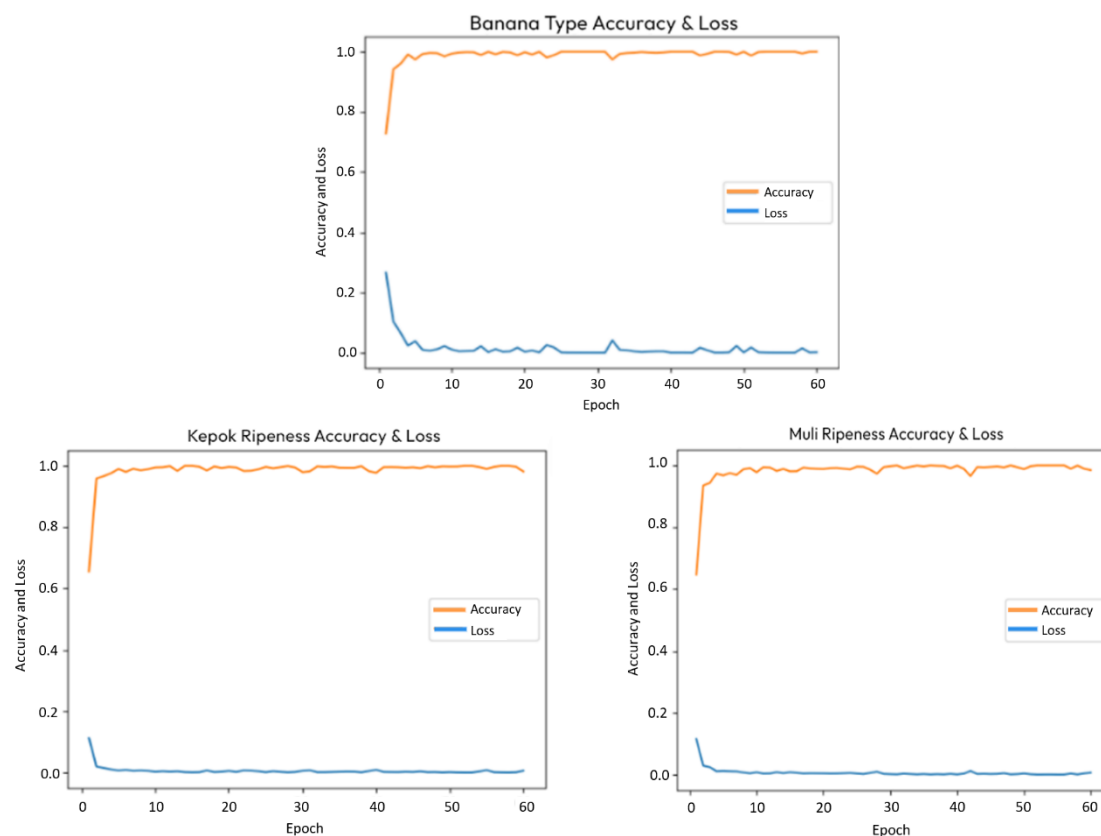 Banana Type Accuracy & Loss
1.0
0.8
0.6
0.4
0.2
0.0
Accuracy and Loss
Accuracy
Loss
0 10 20 30 40 50 60
Epoch
Kepok Ripeness Accuracy & Loss
1.0
0.8
0.6
0.4
0.2
0.0
Accuracy and Loss
Accuracy
Loss
0 10 20 30 40 50 60
Epoch
Muli Ripeness Accuracy & Loss
1.0
0.8
0.6
0.4
0.2
0.0
Accuracy and Loss
Accuracy
Loss
0 10 20 30 40 50 60
Epoch